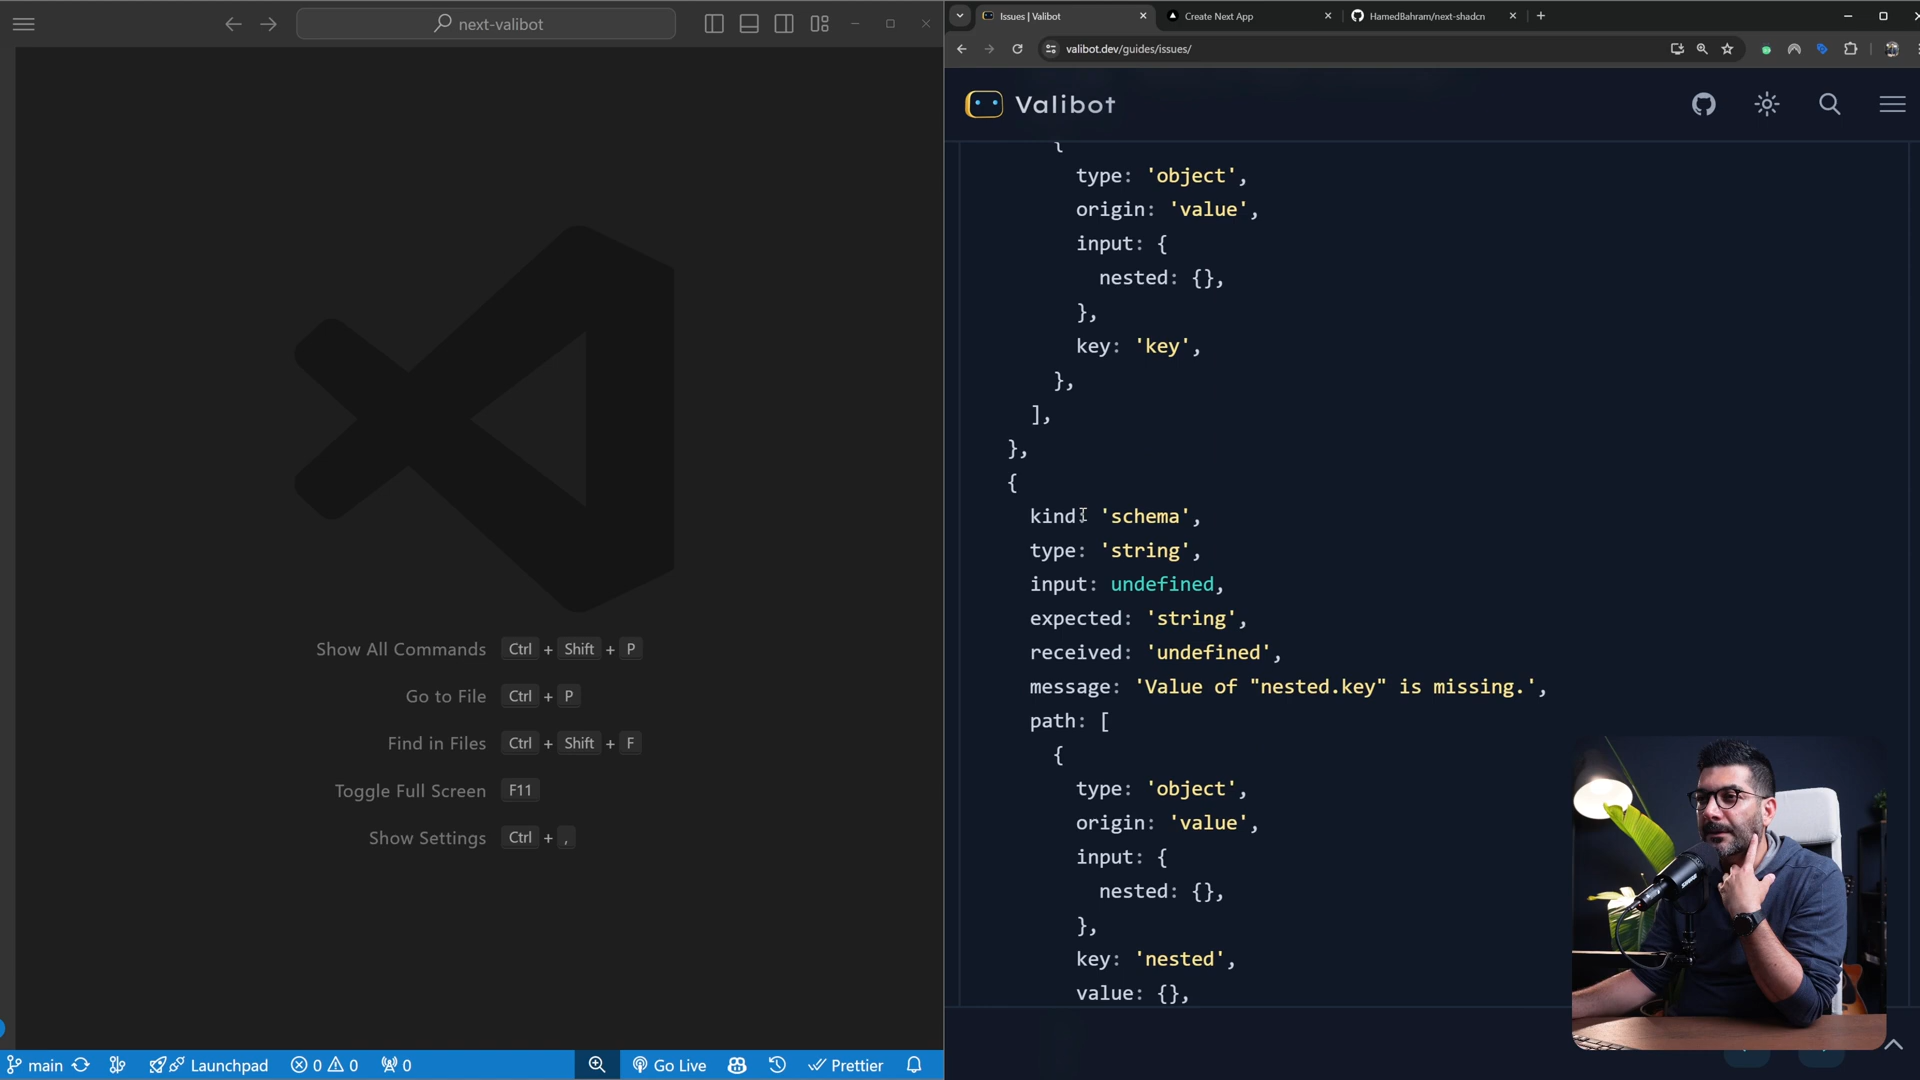 next-valibot
Show All Commands Ctrl + Shift + P
Go to File Ctrl + P
Find in Files Ctrl + Shift + F
Toggle Full Screen F11
Show Settings Ctrl + ,
main Launchpad 0 0 0 Go Live Prettier
Issues | Valibot Create Next App HamedBahram/next-shadcn
valibot.dev/guides/issues/
Valibot
{
type: 'object',
origin: 'value',
input: {
nested: {},
},
key: 'key',
},
],
},
{
kind: 'schema',
type: 'string',
input: undefined,
expected: 'string',
received: 'undefined',
message: 'Value of "nested.key" is missing.',
path: [
{
type: 'object',
origin: 'value',
input: {
nested: {},
},
key: 'nested',
value: {},